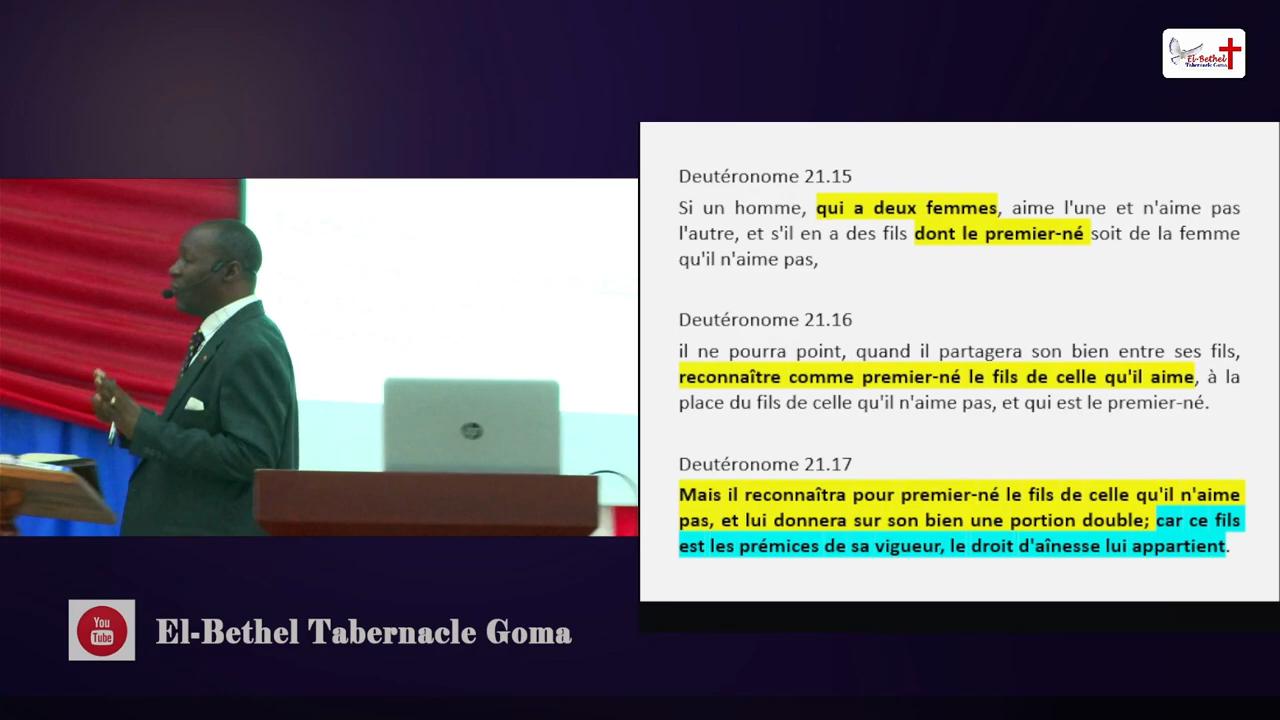 El-Bethel
Tabernacle Goma
Deutéronome 21.15
Si un homme, qui a deux femmes, aime l'une et n'aime pas
l'autre, et s'il en a des fils dont le premier-né soit de la femme
qu'il n'aime pas,
Deutéronome 21.16
il ne pourra point, quand il partagera son bien entre ses fils,
reconnaître comme premier-né le fils de celle qu'il aime, à la
place du fils de celle qu'il n'aime pas, et qui est le premier-né.
Deutéronome 21.17
Mais il reconnaîtra pour premier-né le fils de celle qu'il n'aime
pas, et lui donnera sur son bien une portion double; car ce fils
est les prémices de sa vigueur, le droit d'aînesse lui appartient.
hp
You
Tube
El-Bethel Tabernacle Goma